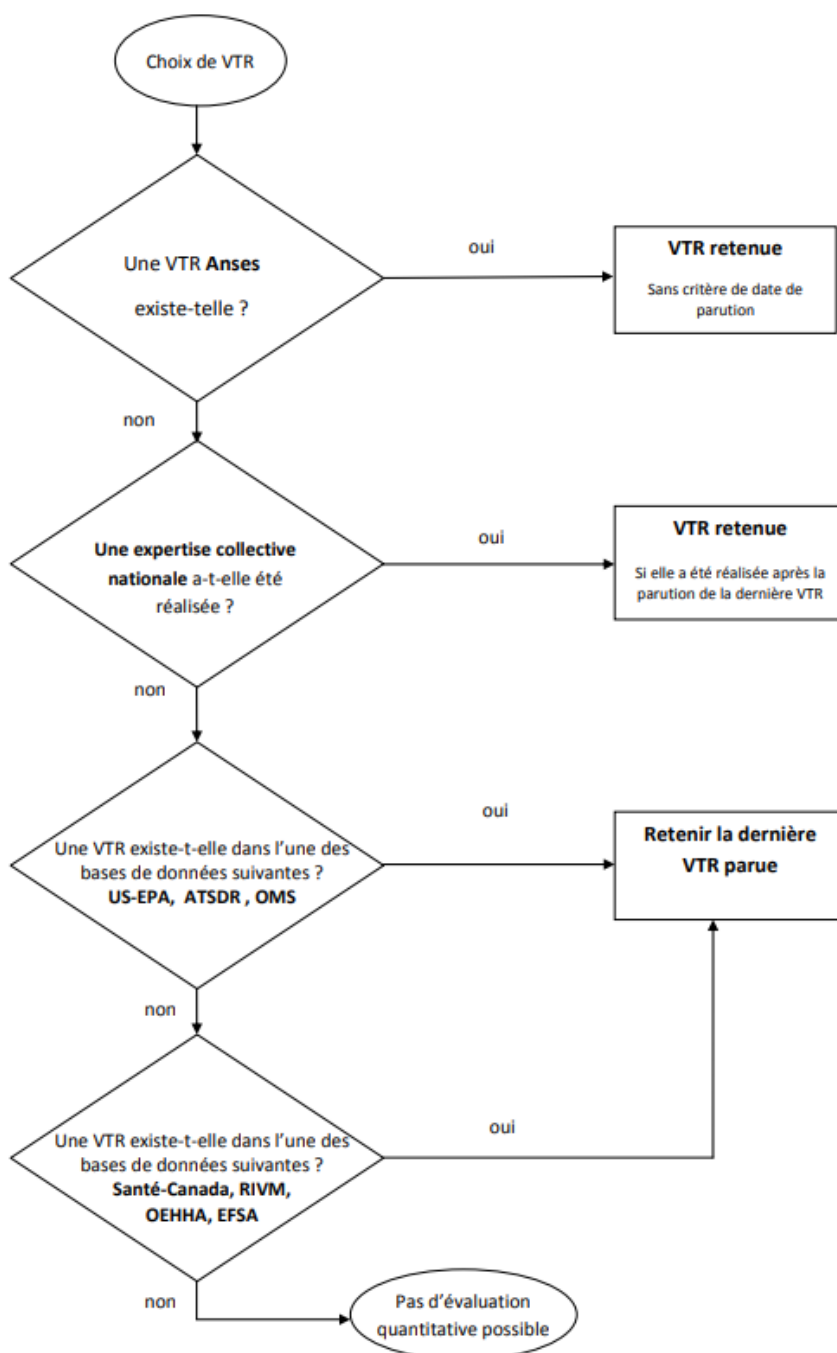 Choix de VTR
Une VTR Anses
existe-telle ?
oui
VTR retenue
Sans critère de date de
parution
non
Une expertise collective
nationale a-t-elle été
réalisée ?
oui
VTR retenue
Si elle a été réalisée après la
parution de la dernière VTR
non
Une VTR existe-t-elle dans l’une des
bases de données suivantes ?
US-EPA, ATSDR , OMS
oui
Retenir la dernière
VTR parue
non
Une VTR existe-t-elle dans l’une des
bases de données suivantes ?
Santé-Canada, RIVM,
OEHHA, EFSA
oui
non
Pas d’évaluation
quantitative possible